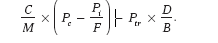 C/M × ( P_c − P_i/F ) ├ P_tr × D/B.